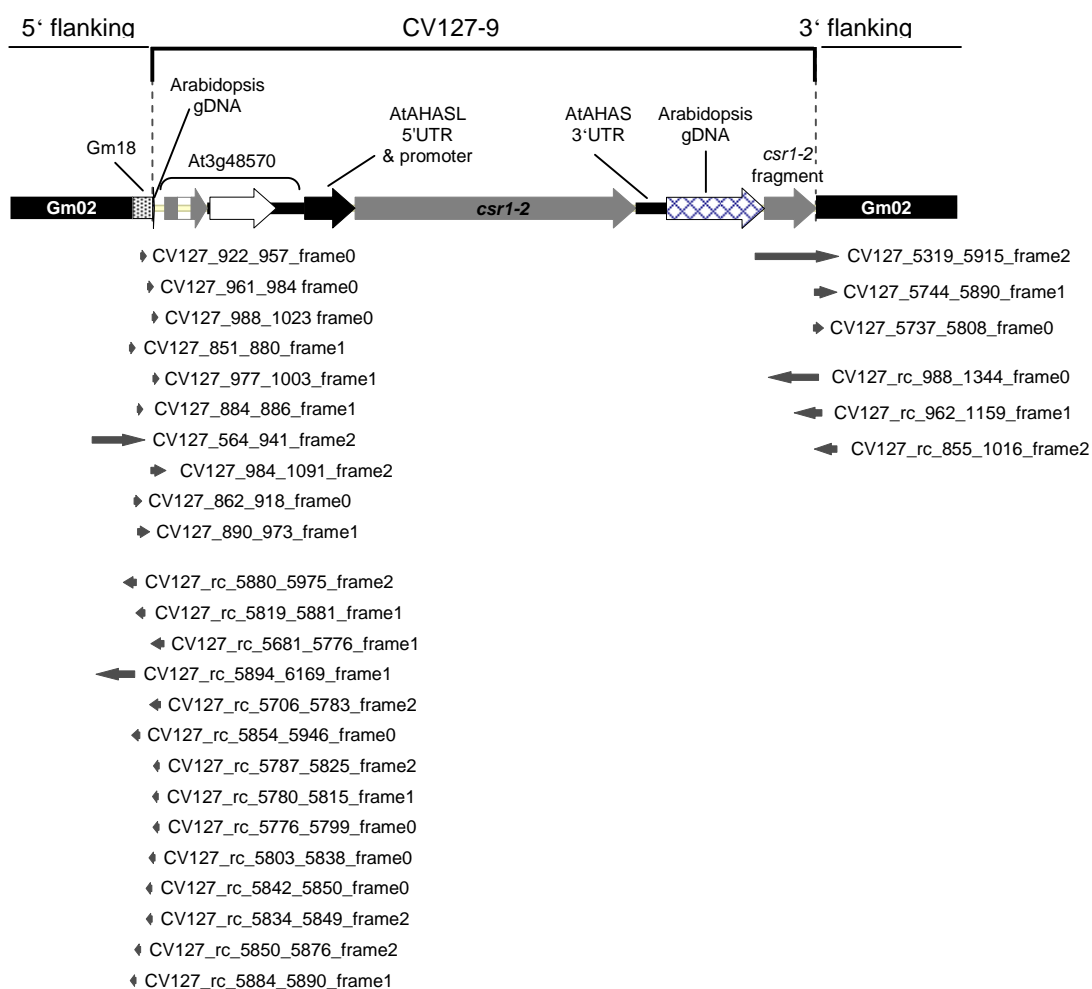 5‘ flanking
CV127-9
3‘ flanking
Arabidopsis
gDNA
Gm18
At3g48570
AtAHASL
5'UTR
& promoter
AtAHAS
3‘UTR
Arabidopsis
gDNA
csr1-2
fragment
Gm02
csr1-2
Gm02
CV127_922_957_frame0
CV127_961_984 frame0
CV127_988_1023 frame0
CV127_851_880_frame1
CV127_977_1003_frame1
CV127_884_886_frame1
CV127_564_941_frame2
CV127_984_1091_frame2
CV127_862_918_frame0
CV127_890_973_frame1
CV127_rc_5880_5975_frame2
CV127_rc_5819_5881_frame1
CV127_rc_5681_5776_frame1
CV127_rc_5894_6169_frame1
CV127_rc_5706_5783_frame2
CV127_rc_5854_5946_frame0
CV127_rc_5787_5825_frame2
CV127_rc_5780_5815_frame1
CV127_rc_5776_5799_frame0
CV127_rc_5803_5838_frame0
CV127_rc_5842_5850_frame0
CV127_rc_5834_5849_frame2
CV127_rc_5850_5876_frame2
CV127_rc_5884_5890_frame1
CV127_5319_5915_frame2
CV127_5744_5890_frame1
CV127_5737_5808_frame0
CV127_rc_988_1344_frame0
CV127_rc_962_1159_frame1
CV127_rc_855_1016_frame2